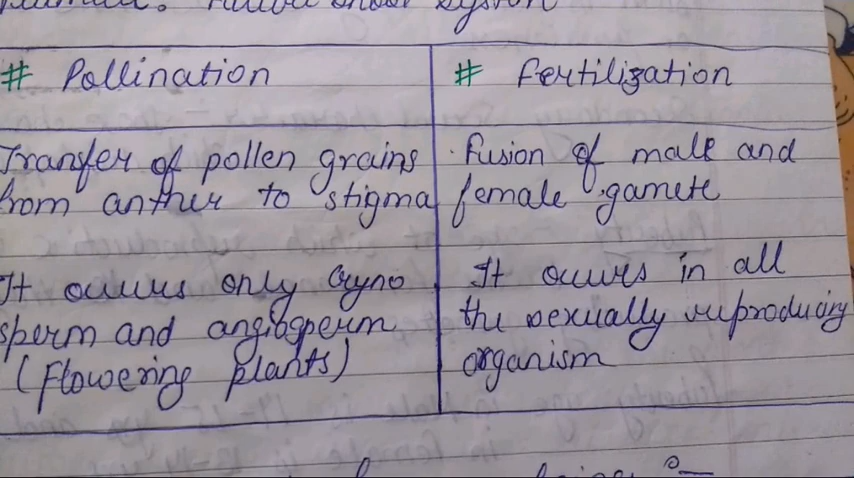 # Pollination
# Fertilization
Transfer of pollen grains
from anther to stigma
Fusion of male and
female gamete
It occurs only Gyno
sperm and angiosperm
(Flowering plants)
It occurs in all
the sexually reproducing
organism